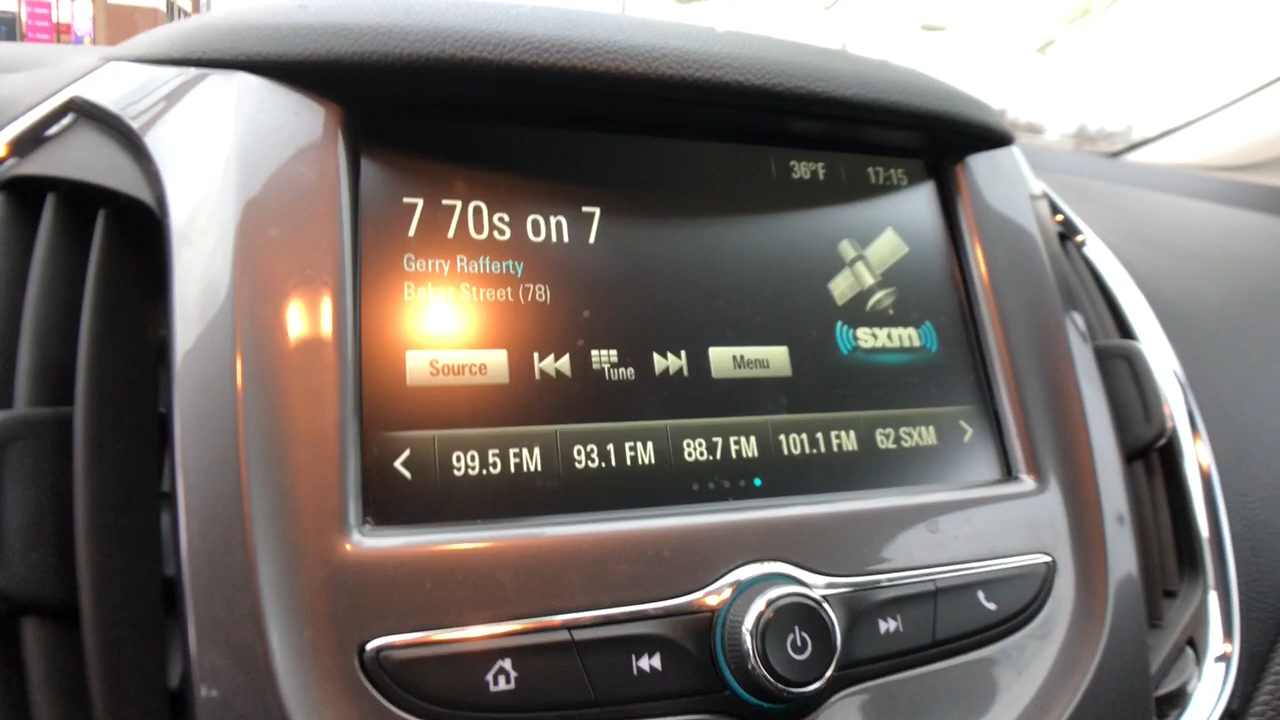 36°F 17:15
7 70s on 7
Gerry Rafferty
Baker Street (78)
sxm
Source Tune Menu
99.5 FM 93.1 FM 88.7 FM 101.1 FM 62 SXM